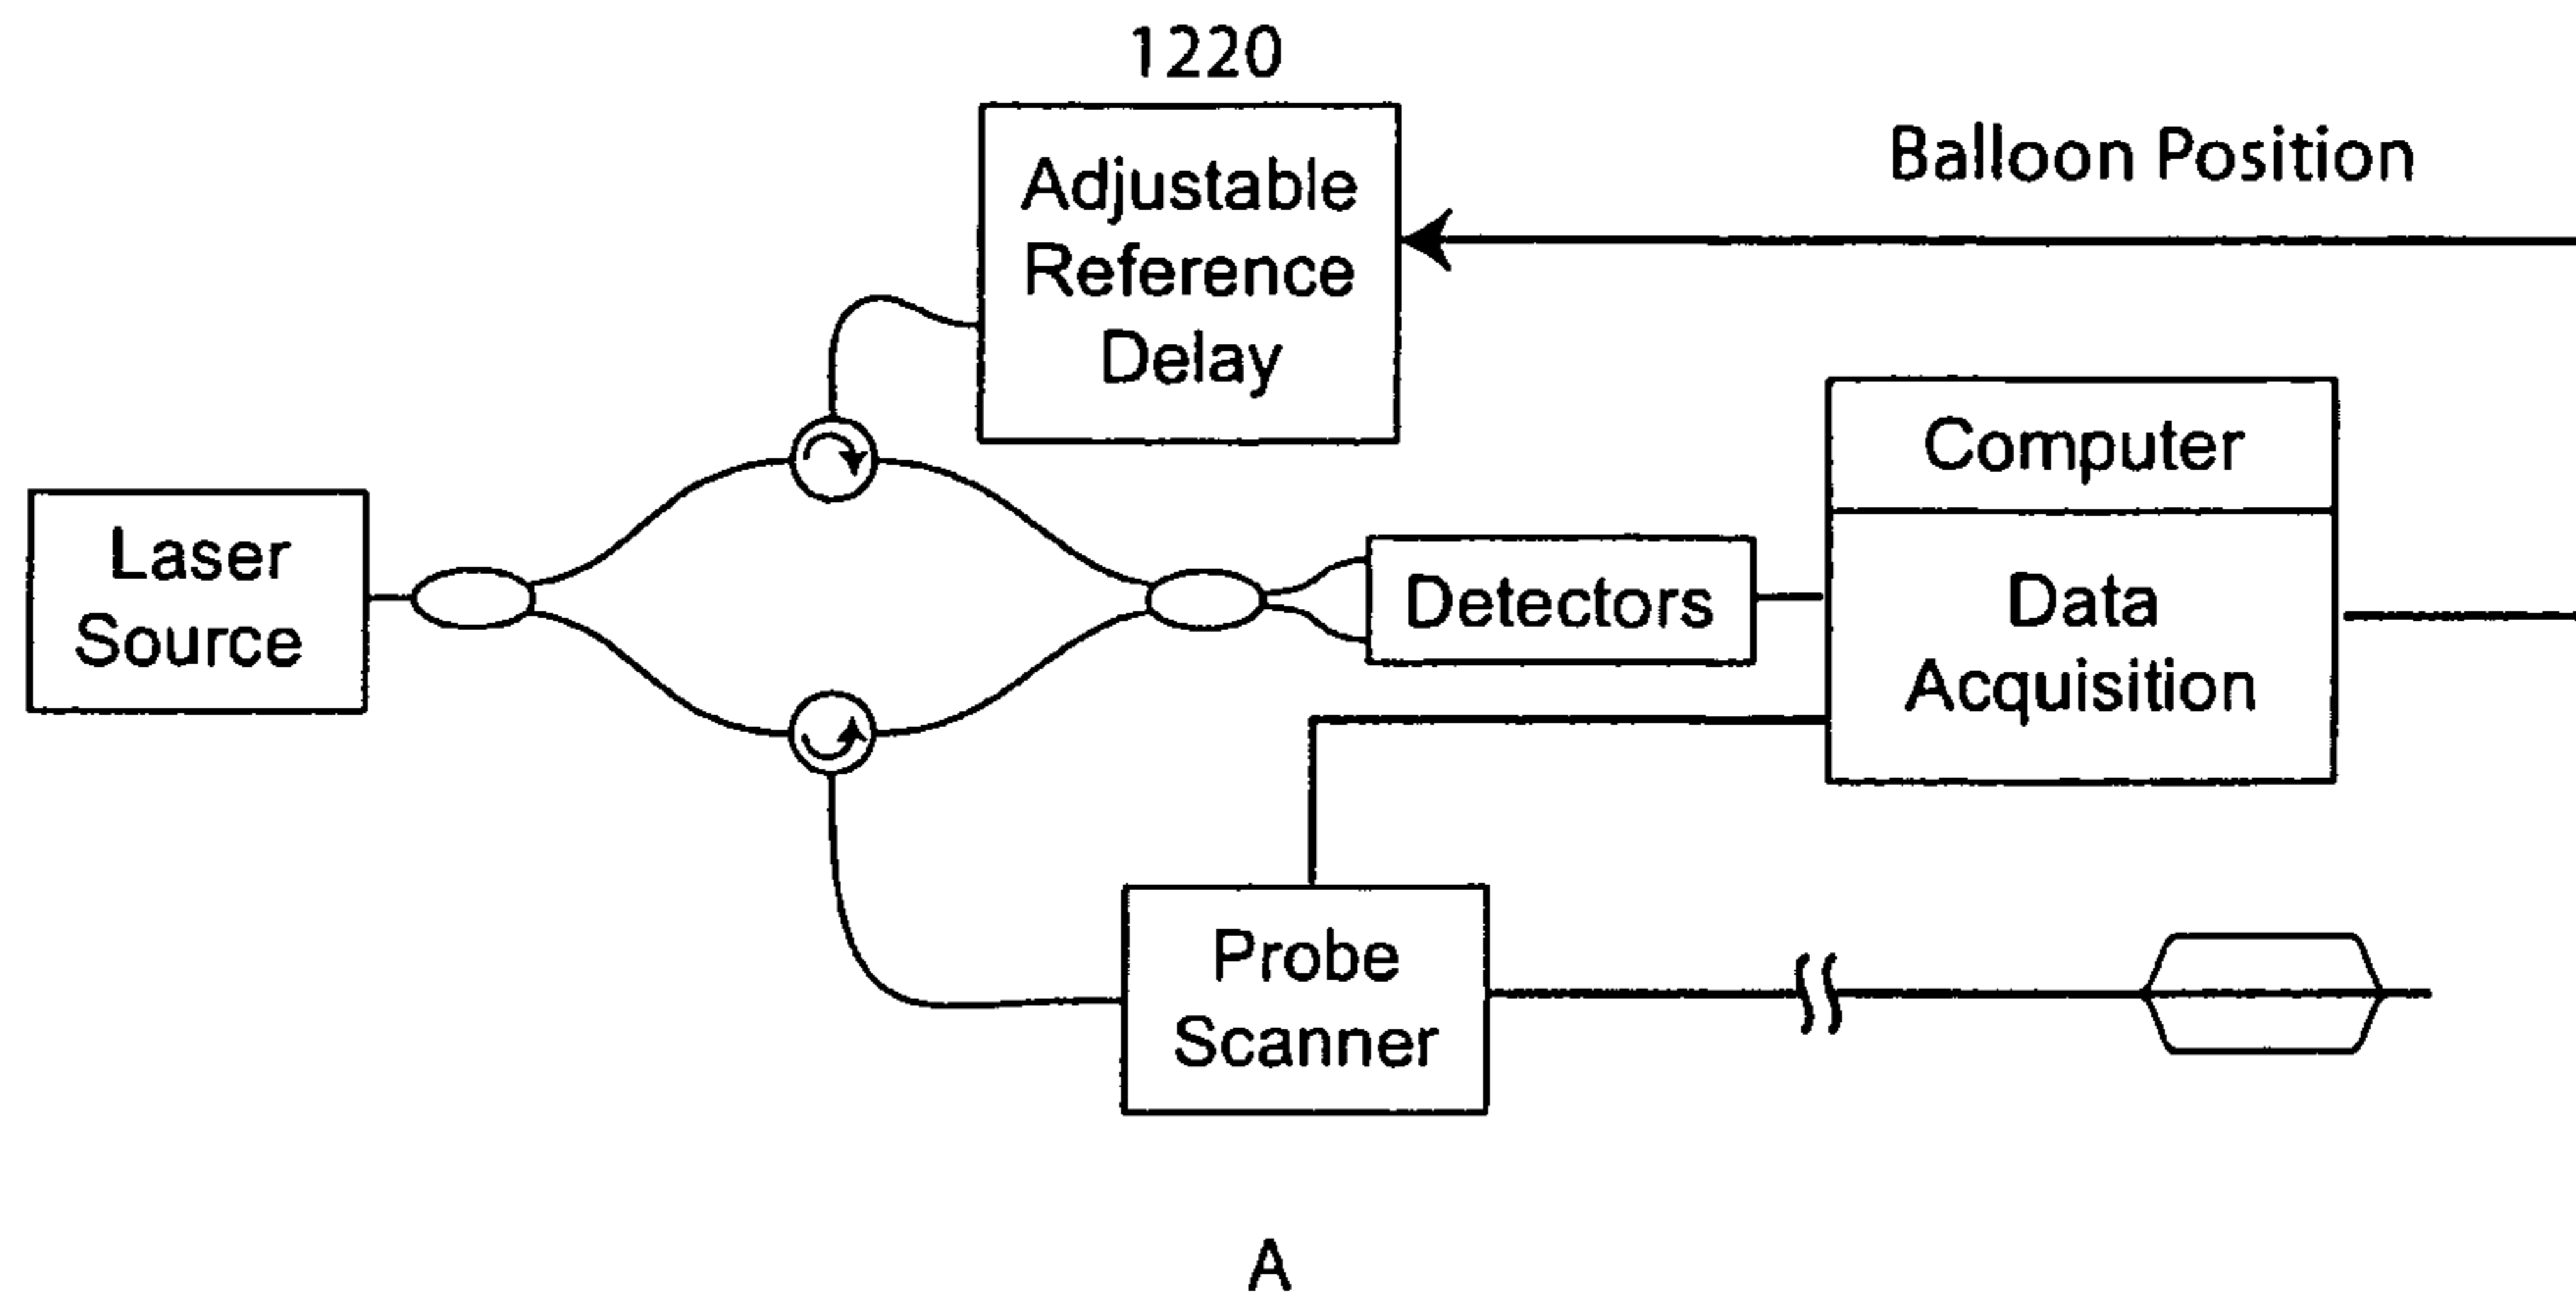 1220
Adjustable
Reference
Delay
Balloon Position
Computer
Laser
Source
Detectors
Data
Acquisition
Probe
Scanner
A